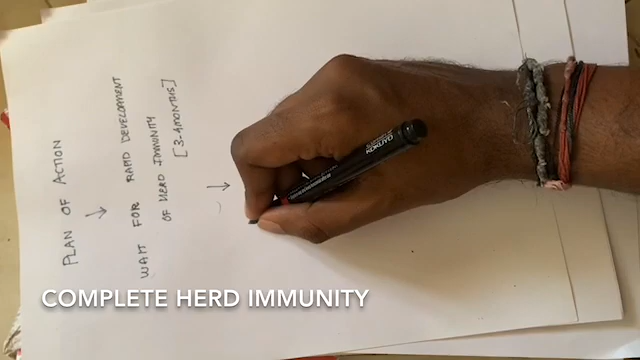 PLAN OF ACTION
↓
WAIT FOR RAPID DEVELOPMENT
OF HERD IMMUNITY
[3-4 MONTHS]
↓
COMPLETE HERD IMMUNITY